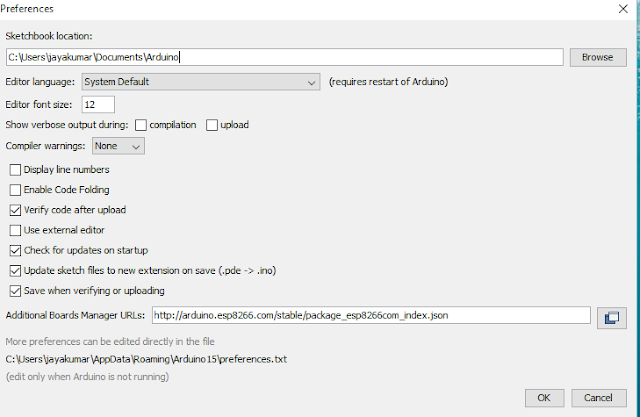 Preferences
Sketchbook location:
C:\Users\jayakumar\Documents\Arduino
Browse
Editor language: System Default (requires restart of Arduino)
Editor font size: 12
Show verbose output during: compilation upload
Compiler warnings: None
Display line numbers
Enable Code Folding
Verify code after upload
Use external editor
Check for updates on startup
Update sketch files to new extension on save (.pde -> .ino)
Save when verifying or uploading
Additional Boards Manager URLs: http://arduino.esp8266.com/stable/package_esp8266com_index.json
More preferences can be edited directly in the file
C:\Users\jayakumar\AppData\Roaming\Arduino15\preferences.txt
(edit only when Arduino is not running)
OK Cancel